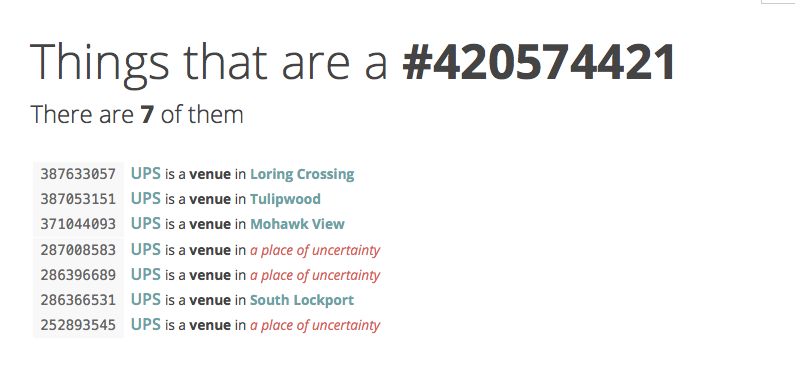 Things that are a #420574421
There are 7 of them
387633057 UPS is a venue in Loring Crossing
387053151 UPS is a venue in Tulipwood
371044093 UPS is a venue in Mohawk View
287008583 UPS is a venue in a place of uncertainty
286396689 UPS is a venue in a place of uncertainty
286366531 UPS is a venue in South Lockport
252893545 UPS is a venue in a place of uncertainty